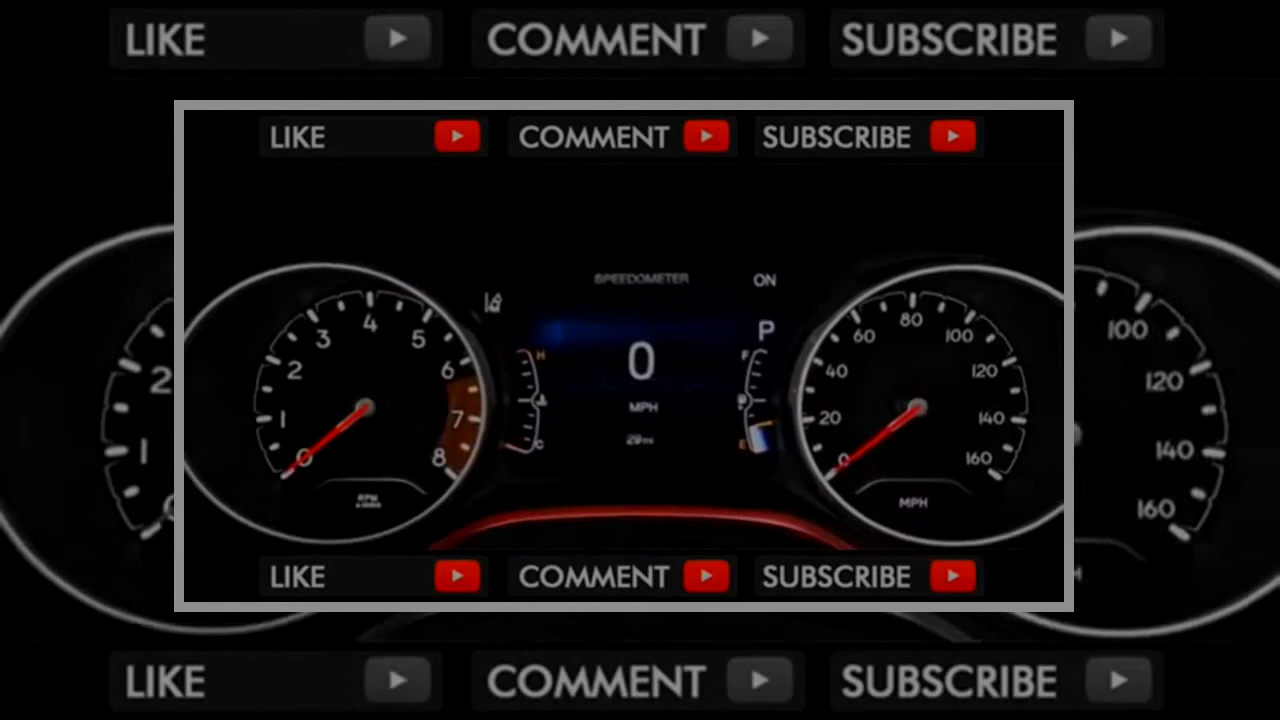 LIKE COMMENT SUBSCRIBE
LIKE COMMENT SUBSCRIBE
SPEEDOMETER ON
P
0
MPH
29 mi
H
C
F
E
0 1 2 3 4 5 6 7 8
RPM
0 20 40 60 80 100 120 140 160
MPH
2
1
100
120
140
160
LIKE COMMENT SUBSCRIBE
LIKE COMMENT SUBSCRIBE